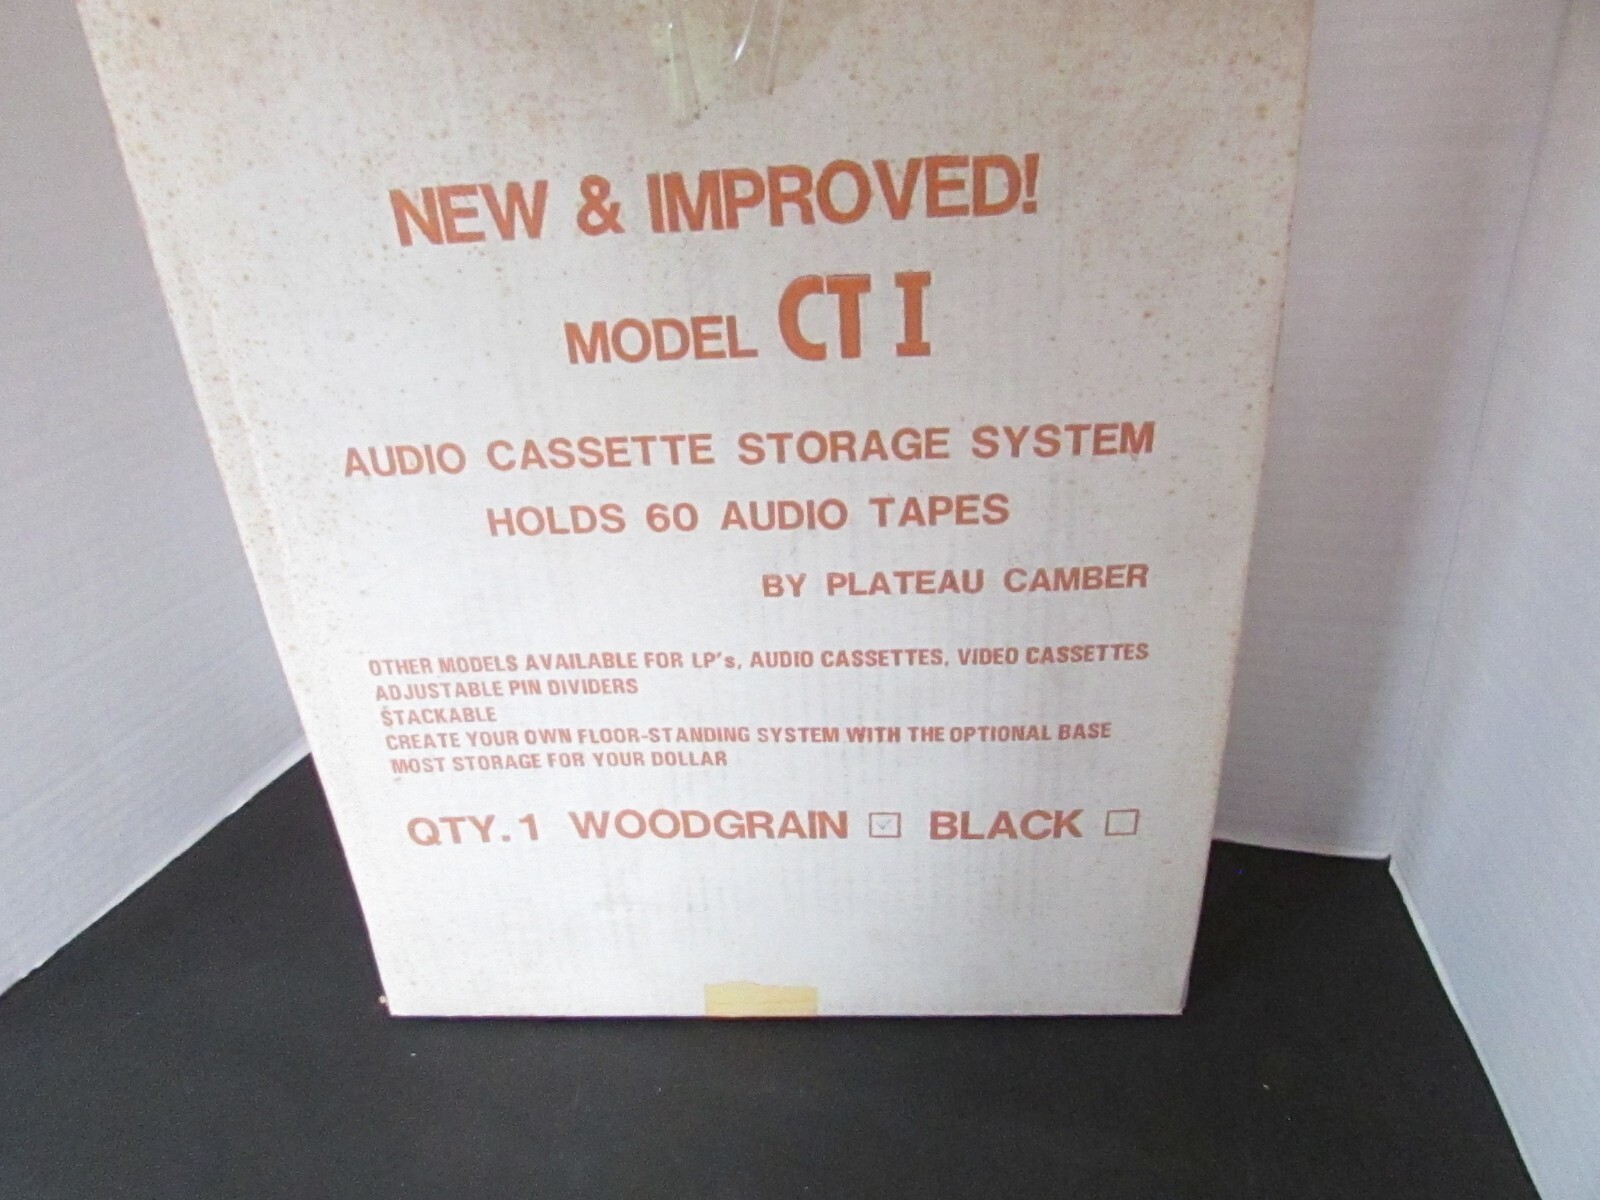 NEW & IMPROVED!
MODEL CT I
AUDIO CASSETTE STORAGE SYSTEM
HOLDS 60 AUDIO TAPES
BY PLATEAU CAMBER
OTHER MODELS AVAILABLE FOR LP's, AUDIO CASSETTES, VIDEO CASSETTES
ADJUSTABLE PIN DIVIDERS
STACKABLE
CREATE YOUR OWN FLOOR-STANDING SYSTEM WITH THE OPTIONAL BASE
MOST STORAGE FOR YOUR DOLLAR
QTY. 1 WOODGRAIN ☑ BLACK ☐